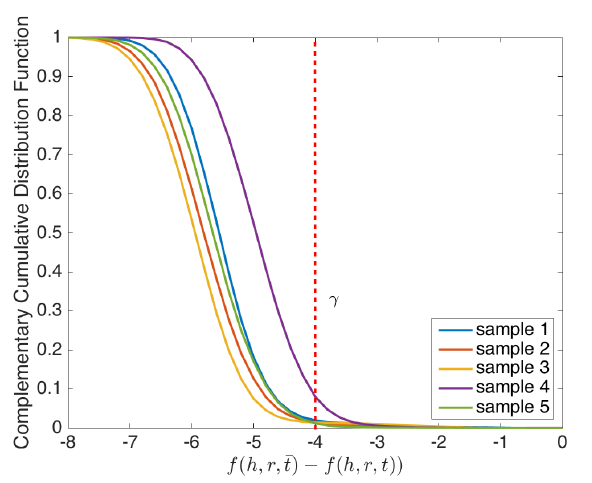 Complementary Cumulative Distribution Function
1
0.9
0.8
0.7
0.6
0.5
0.4
0.3
0.2
0.1
0
-8 -7 -6 -5 -4 -3 -2 -1 0
γ
sample 1
sample 2
sample 3
sample 4
sample 5
f(h, r, t̄) − f(h, r, t))